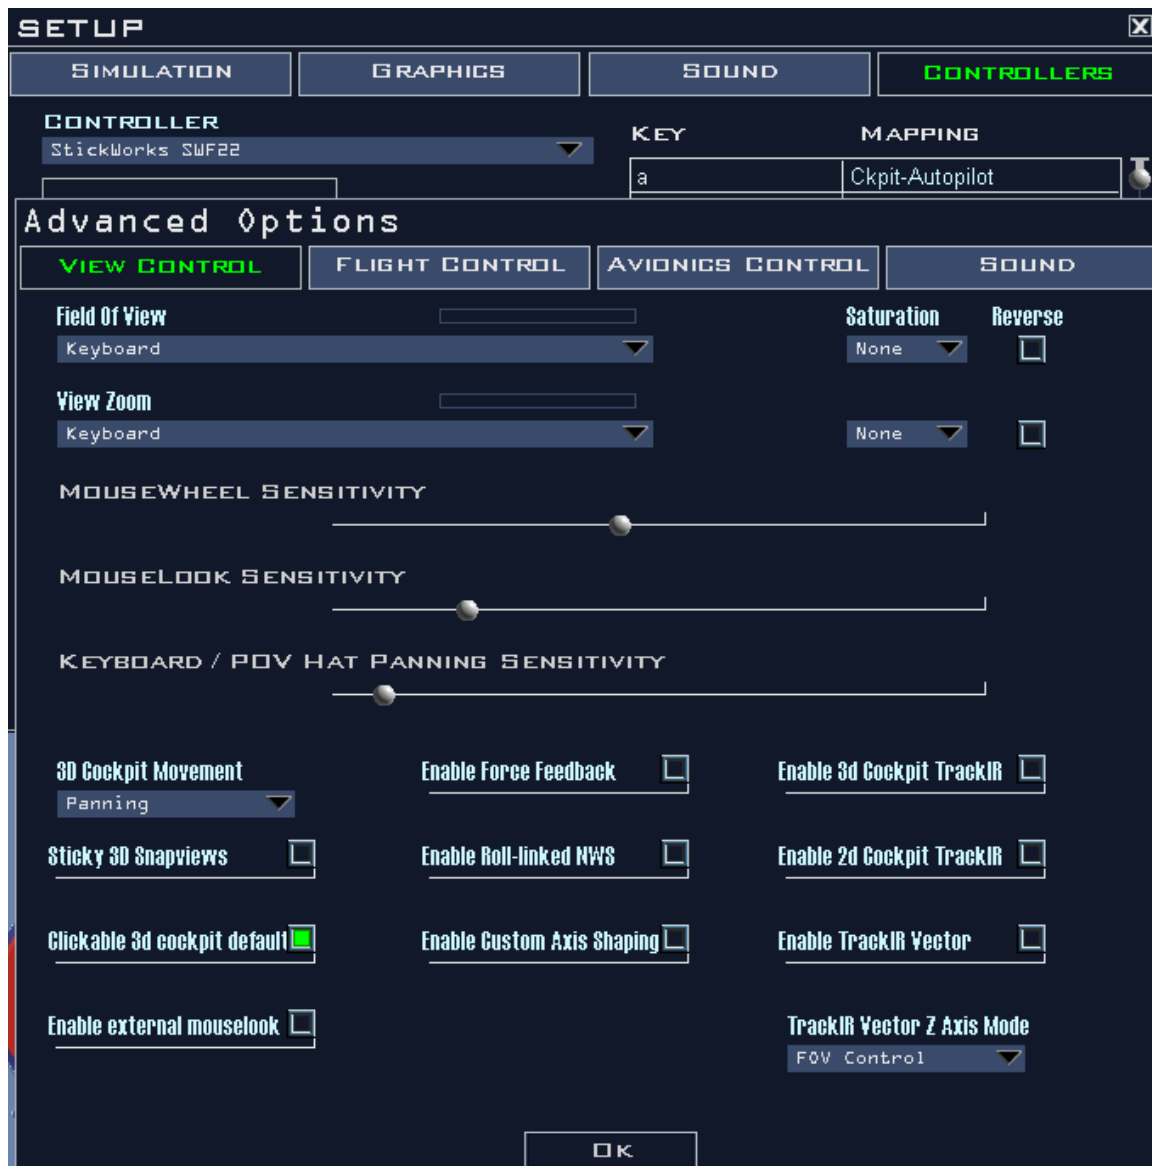 SETUP
SIMULATION GRAPHICS SOUND CONTROLLERS
CONTROLLER
KEY MAPPING
StickWorks SWF22
a Ckpit-Autopilot
Advanced Options
VIEW CONTROL FLIGHT CONTROL AVIONICS CONTROL SOUND
Field Of View Saturation Reverse
Keyboard None
View Zoom
Keyboard None
MOUSEWHEEL SENSITIVITY
MOUSELOOK SENSITIVITY
KEYBOARD / POV HAT PANNING SENSITIVITY
3D Cockpit Movement Enable Force Feedback Enable 3d Cockpit TrackIR
Panning
Sticky 3D Snapviews Enable Roll-linked NWS Enable 2d Cockpit TrackIR
Clickable 3d cockpit default Enable Custom Axis Shaping Enable TrackIR Vector
Enable external mouselook TrackIR Vector Z Axis Mode
FOV Control
OK